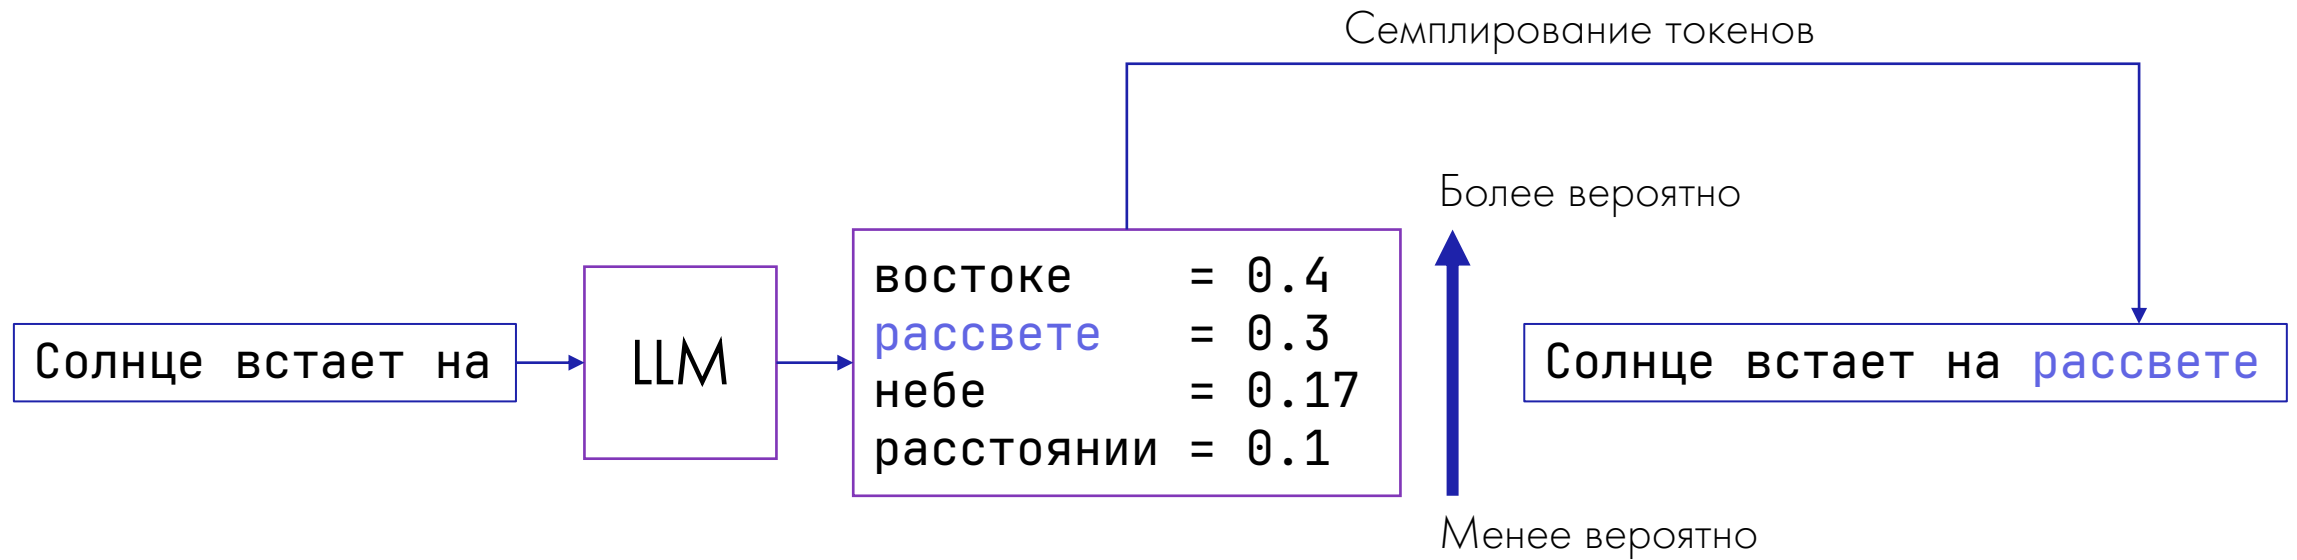 Семплирование токенов
Более вероятно
Солнце встает на
LLM
востоке = 0.4
рассвете = 0.3
небе = 0.17
расстоянии = 0.1
Солнце встает на рассвете
Менее вероятно